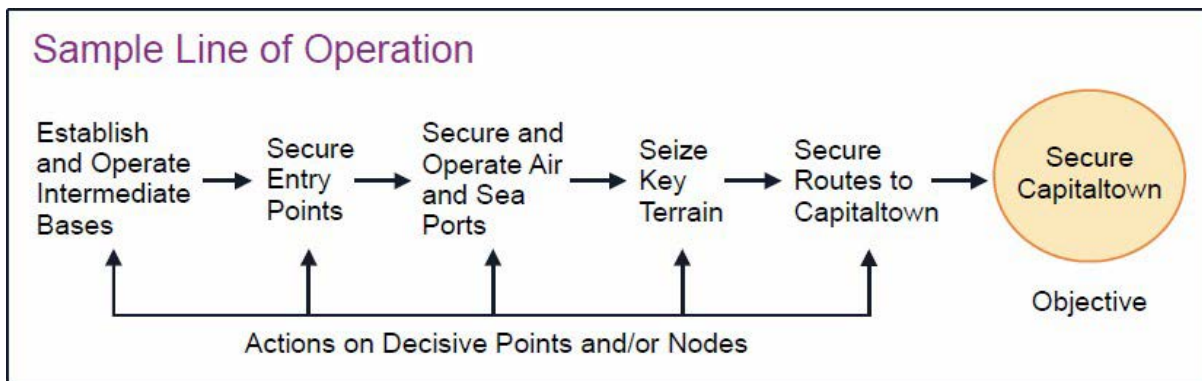 Sample Line of Operation
Establish
and Operate
Intermediate
Bases
Secure
Entry
Points
Secure and
Operate Air
and Sea
Ports
Seize
Key
Terrain
Secure
Routes to
Capitaltown
Secure
Capitaltown
Objective
Actions on Decisive Points and/or Nodes